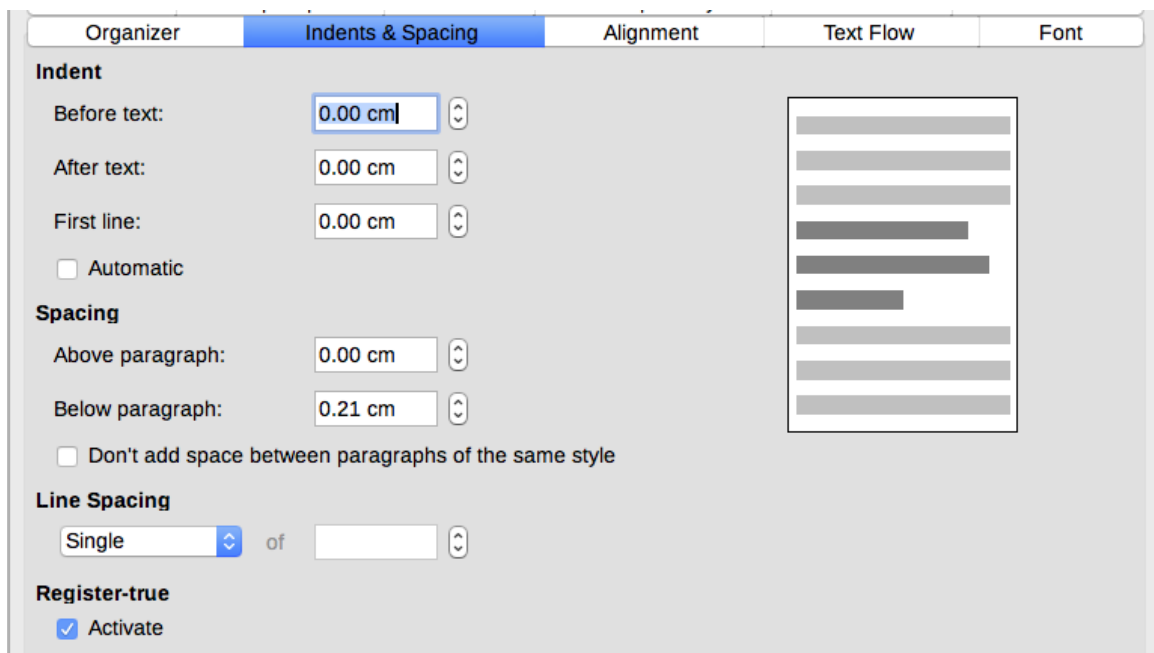 Organizer Indents & Spacing Alignment Text Flow Font
Indent
Before text: 0.00 cm
After text: 0.00 cm
First line: 0.00 cm
Automatic
Spacing
Above paragraph: 0.00 cm
Below paragraph: 0.21 cm
Don't add space between paragraphs of the same style
Line Spacing
Single of
Register-true
Activate